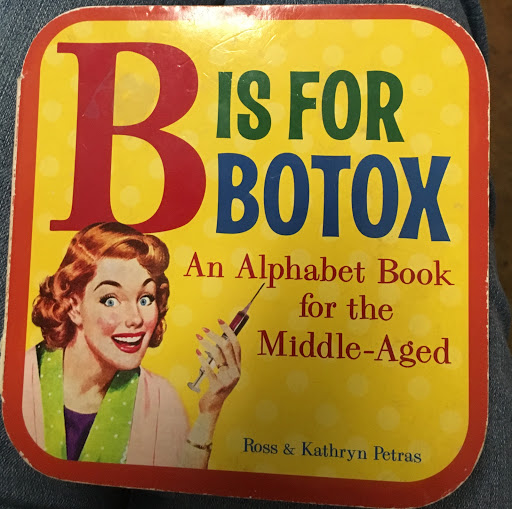 B IS FOR
BOTOX
An Alphabet Book
for the
Middle-Aged
Ross & Kathryn Petras